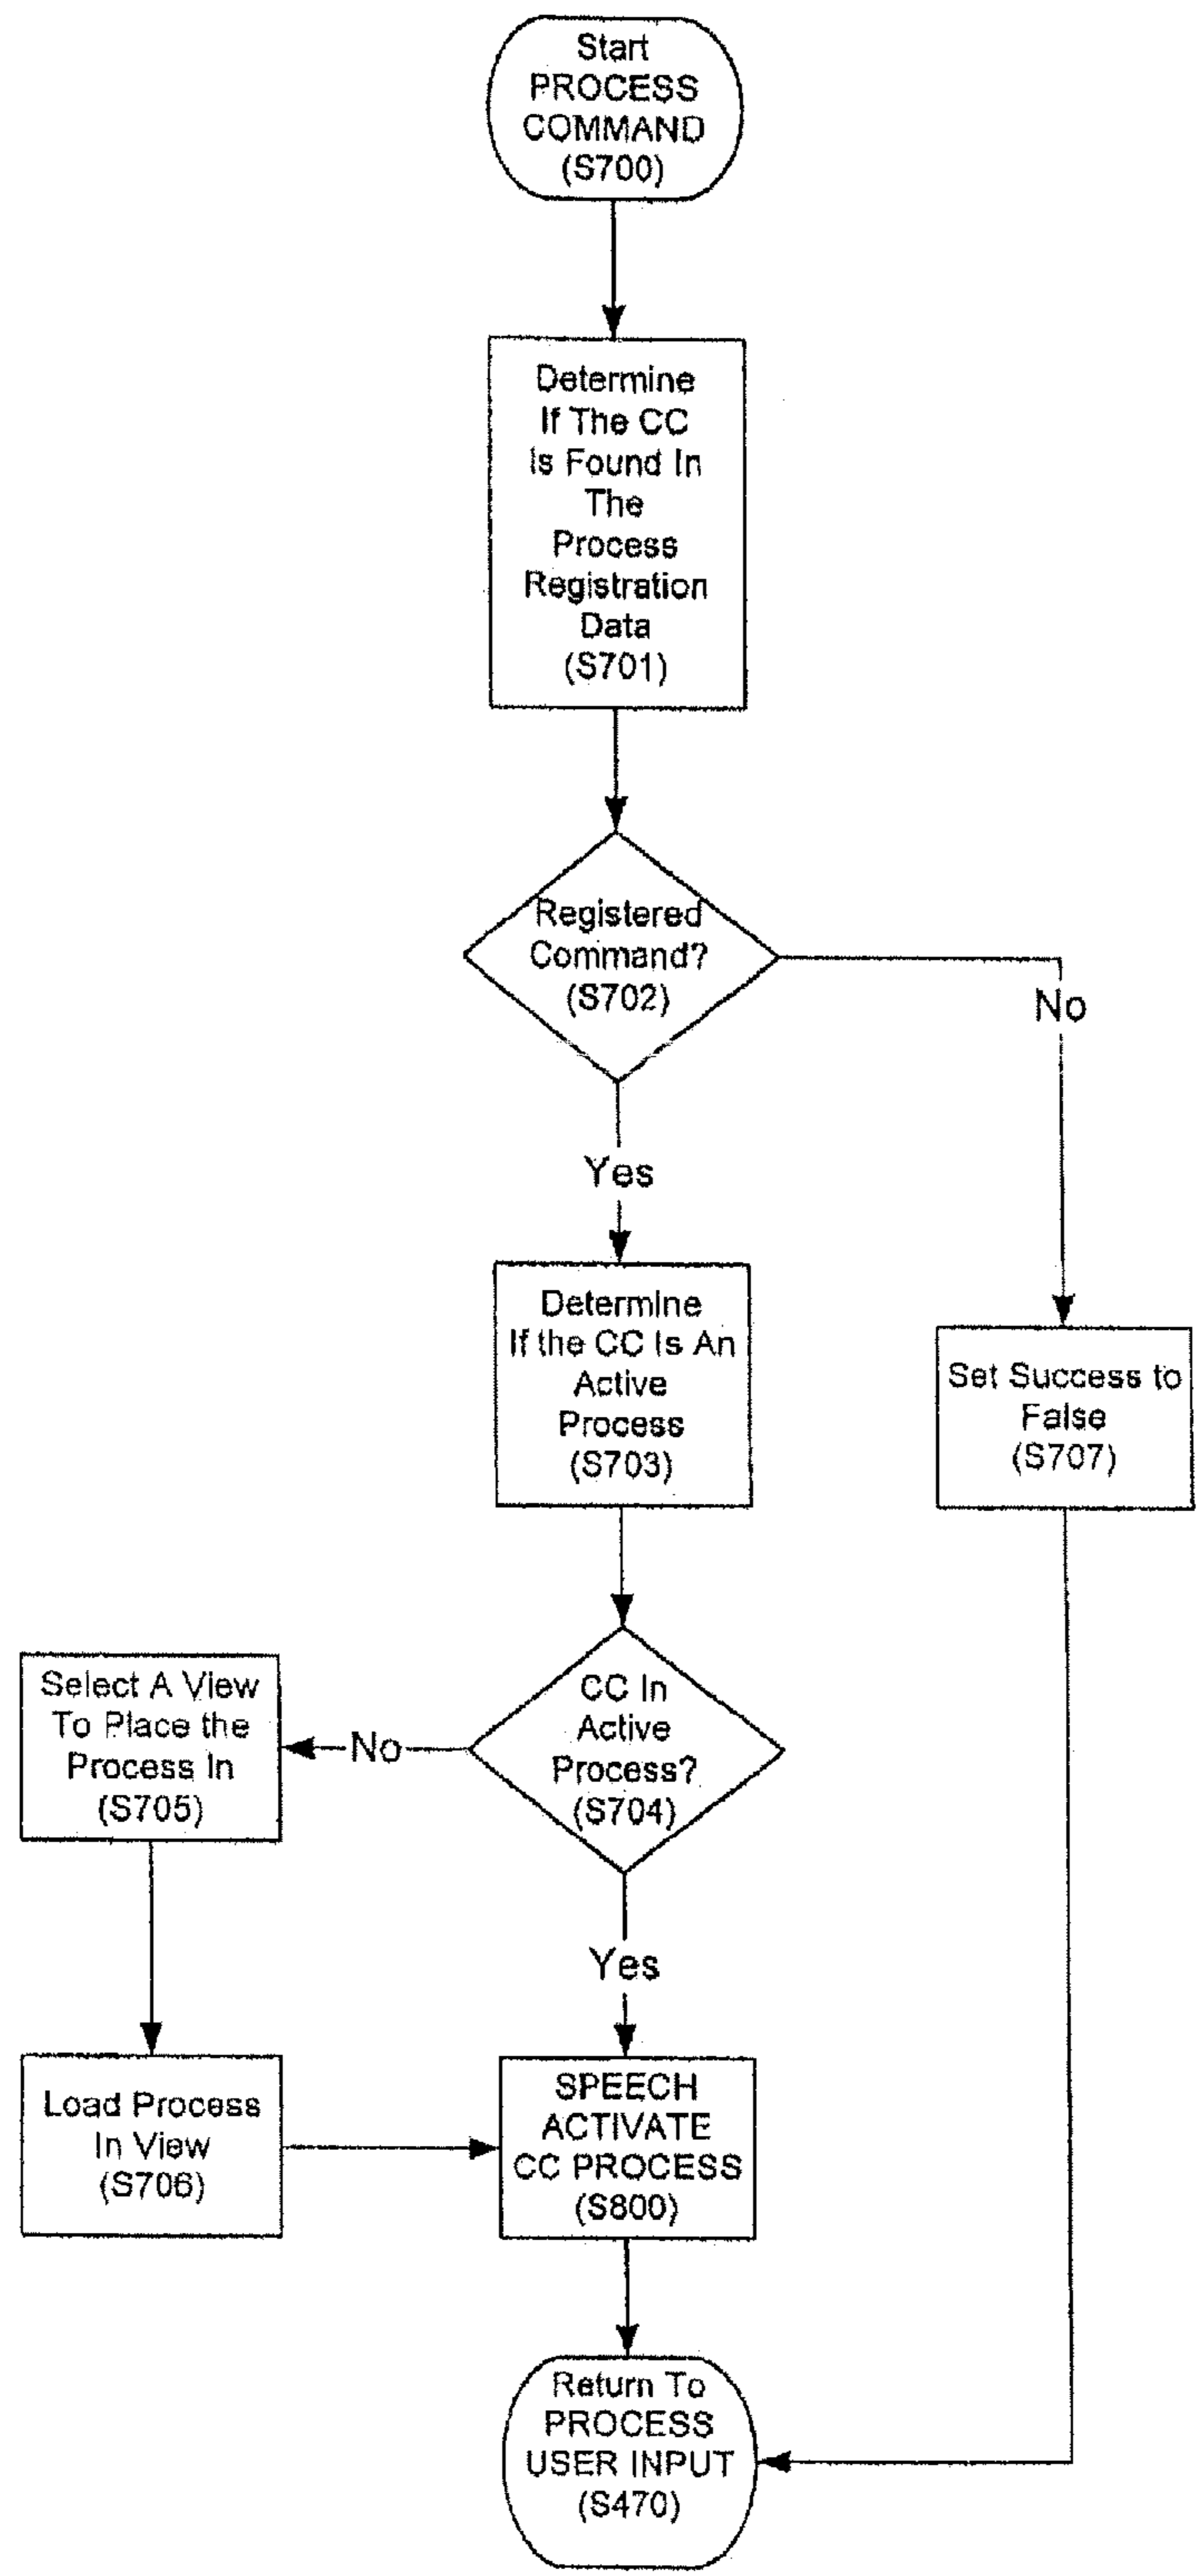 Start
PROCESS
COMMAND
(S700)
Determine
If The CC
Is Found In
The
Process
Registration
Data
(S701)
Registered
Command?
(S702)
No
Yes
Determine
If the CC Is An
Active
Process
(S703)
Set Success to
False
(S707)
Select A View
To Place the
Process In
(S705)
No
CC In
Active
Process?
(S704)
Yes
Load Process
In View
(S706)
SPEECH
ACTIVATE
CC PROCESS
(S800)
Return To
PROCESS
USER INPUT
(S470)